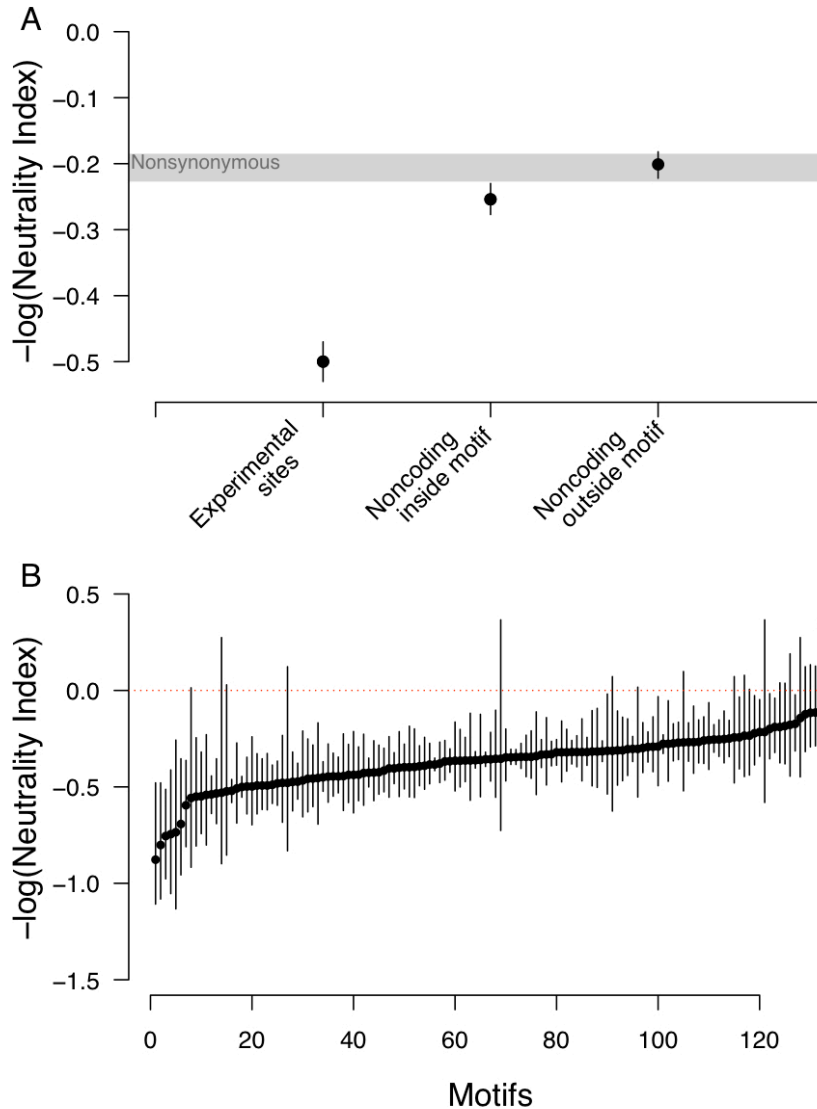 A
−log(Neutrality Index)
0.0
−0.1
−0.2
−0.3
−0.4
−0.5
Nonsynonymous
Experimental
sites
Noncoding
inside motif
Noncoding
outside motif
B
−log(Neutrality Index)
0.5
0.0
−0.5
−1.0
−1.5
0 20 40 60 80 100 120
Motifs